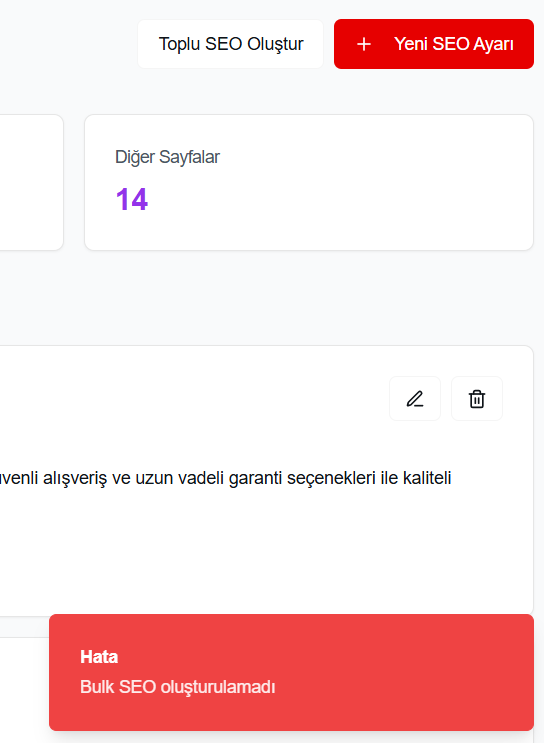 Toplu SEO Oluştur
Yeni SEO Ayarı
Diğer Sayfalar
14
alışveriş ve uzun vadeli garanti seçenekleri ile kaliteli
Hata
Bulk SEO oluşturulamadı